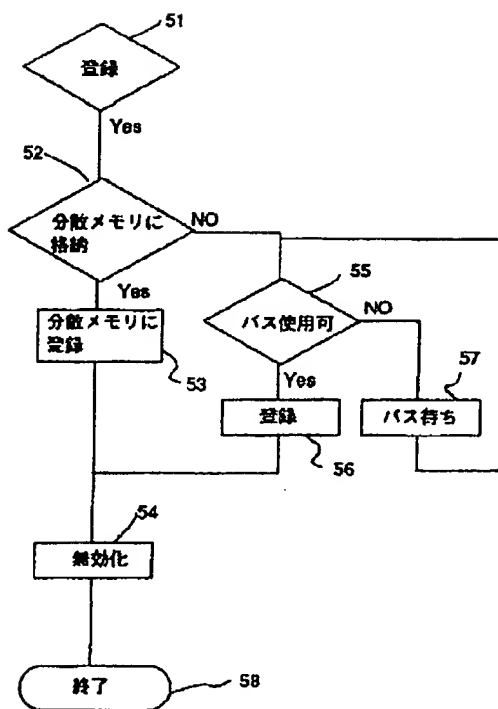 51
登録
Yes
52
分散メモリに
格納
NO
Yes
分散メモリに
登録
53
55
バス使用可
NO
Yes
登録
56
57
バス待ち
54
無効化
終了
58